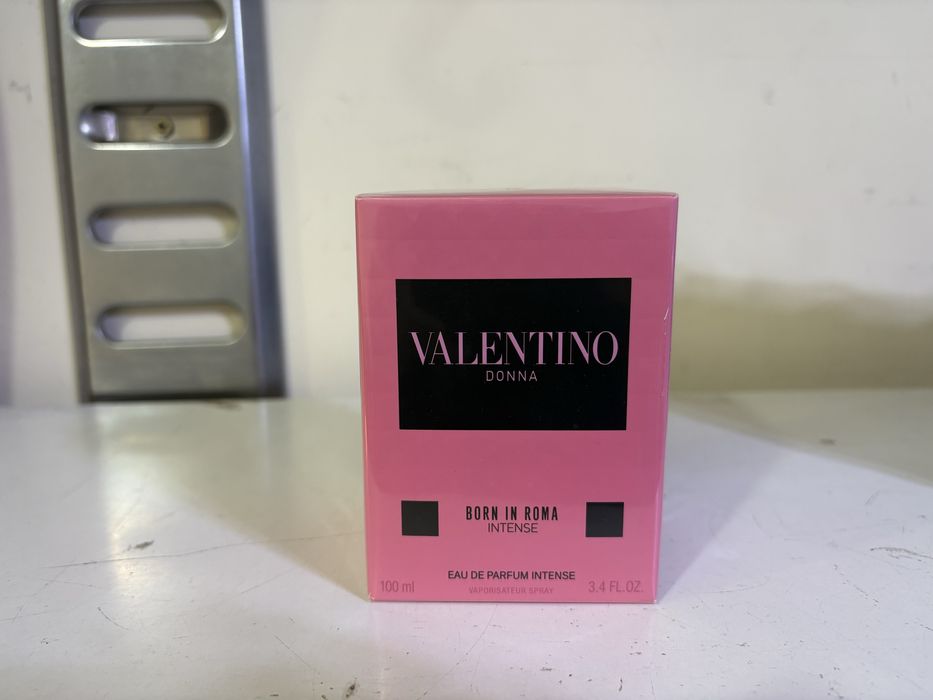 VALENTINO
DONNA
BORN IN ROMA
INTENSE
EAU DE PARFUM INTENSE
100 ml VAPORISATEUR SPRAY 3.4 FL.OZ.